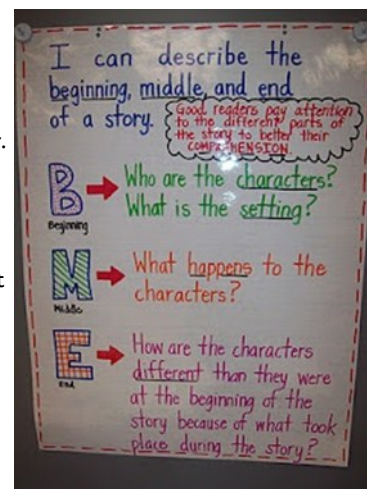 I can describe the
beginning, middle, and end
of a story.
Good readers pay attention
to the different parts of
the story to better their
COMPREHENSION.
B
Beginning
Who are the characters?
What is the setting?
M
Middle
What happens to the
characters?
E
End
How are the characters
different than they were
at the beginning of the
story because of what took
place during the story?